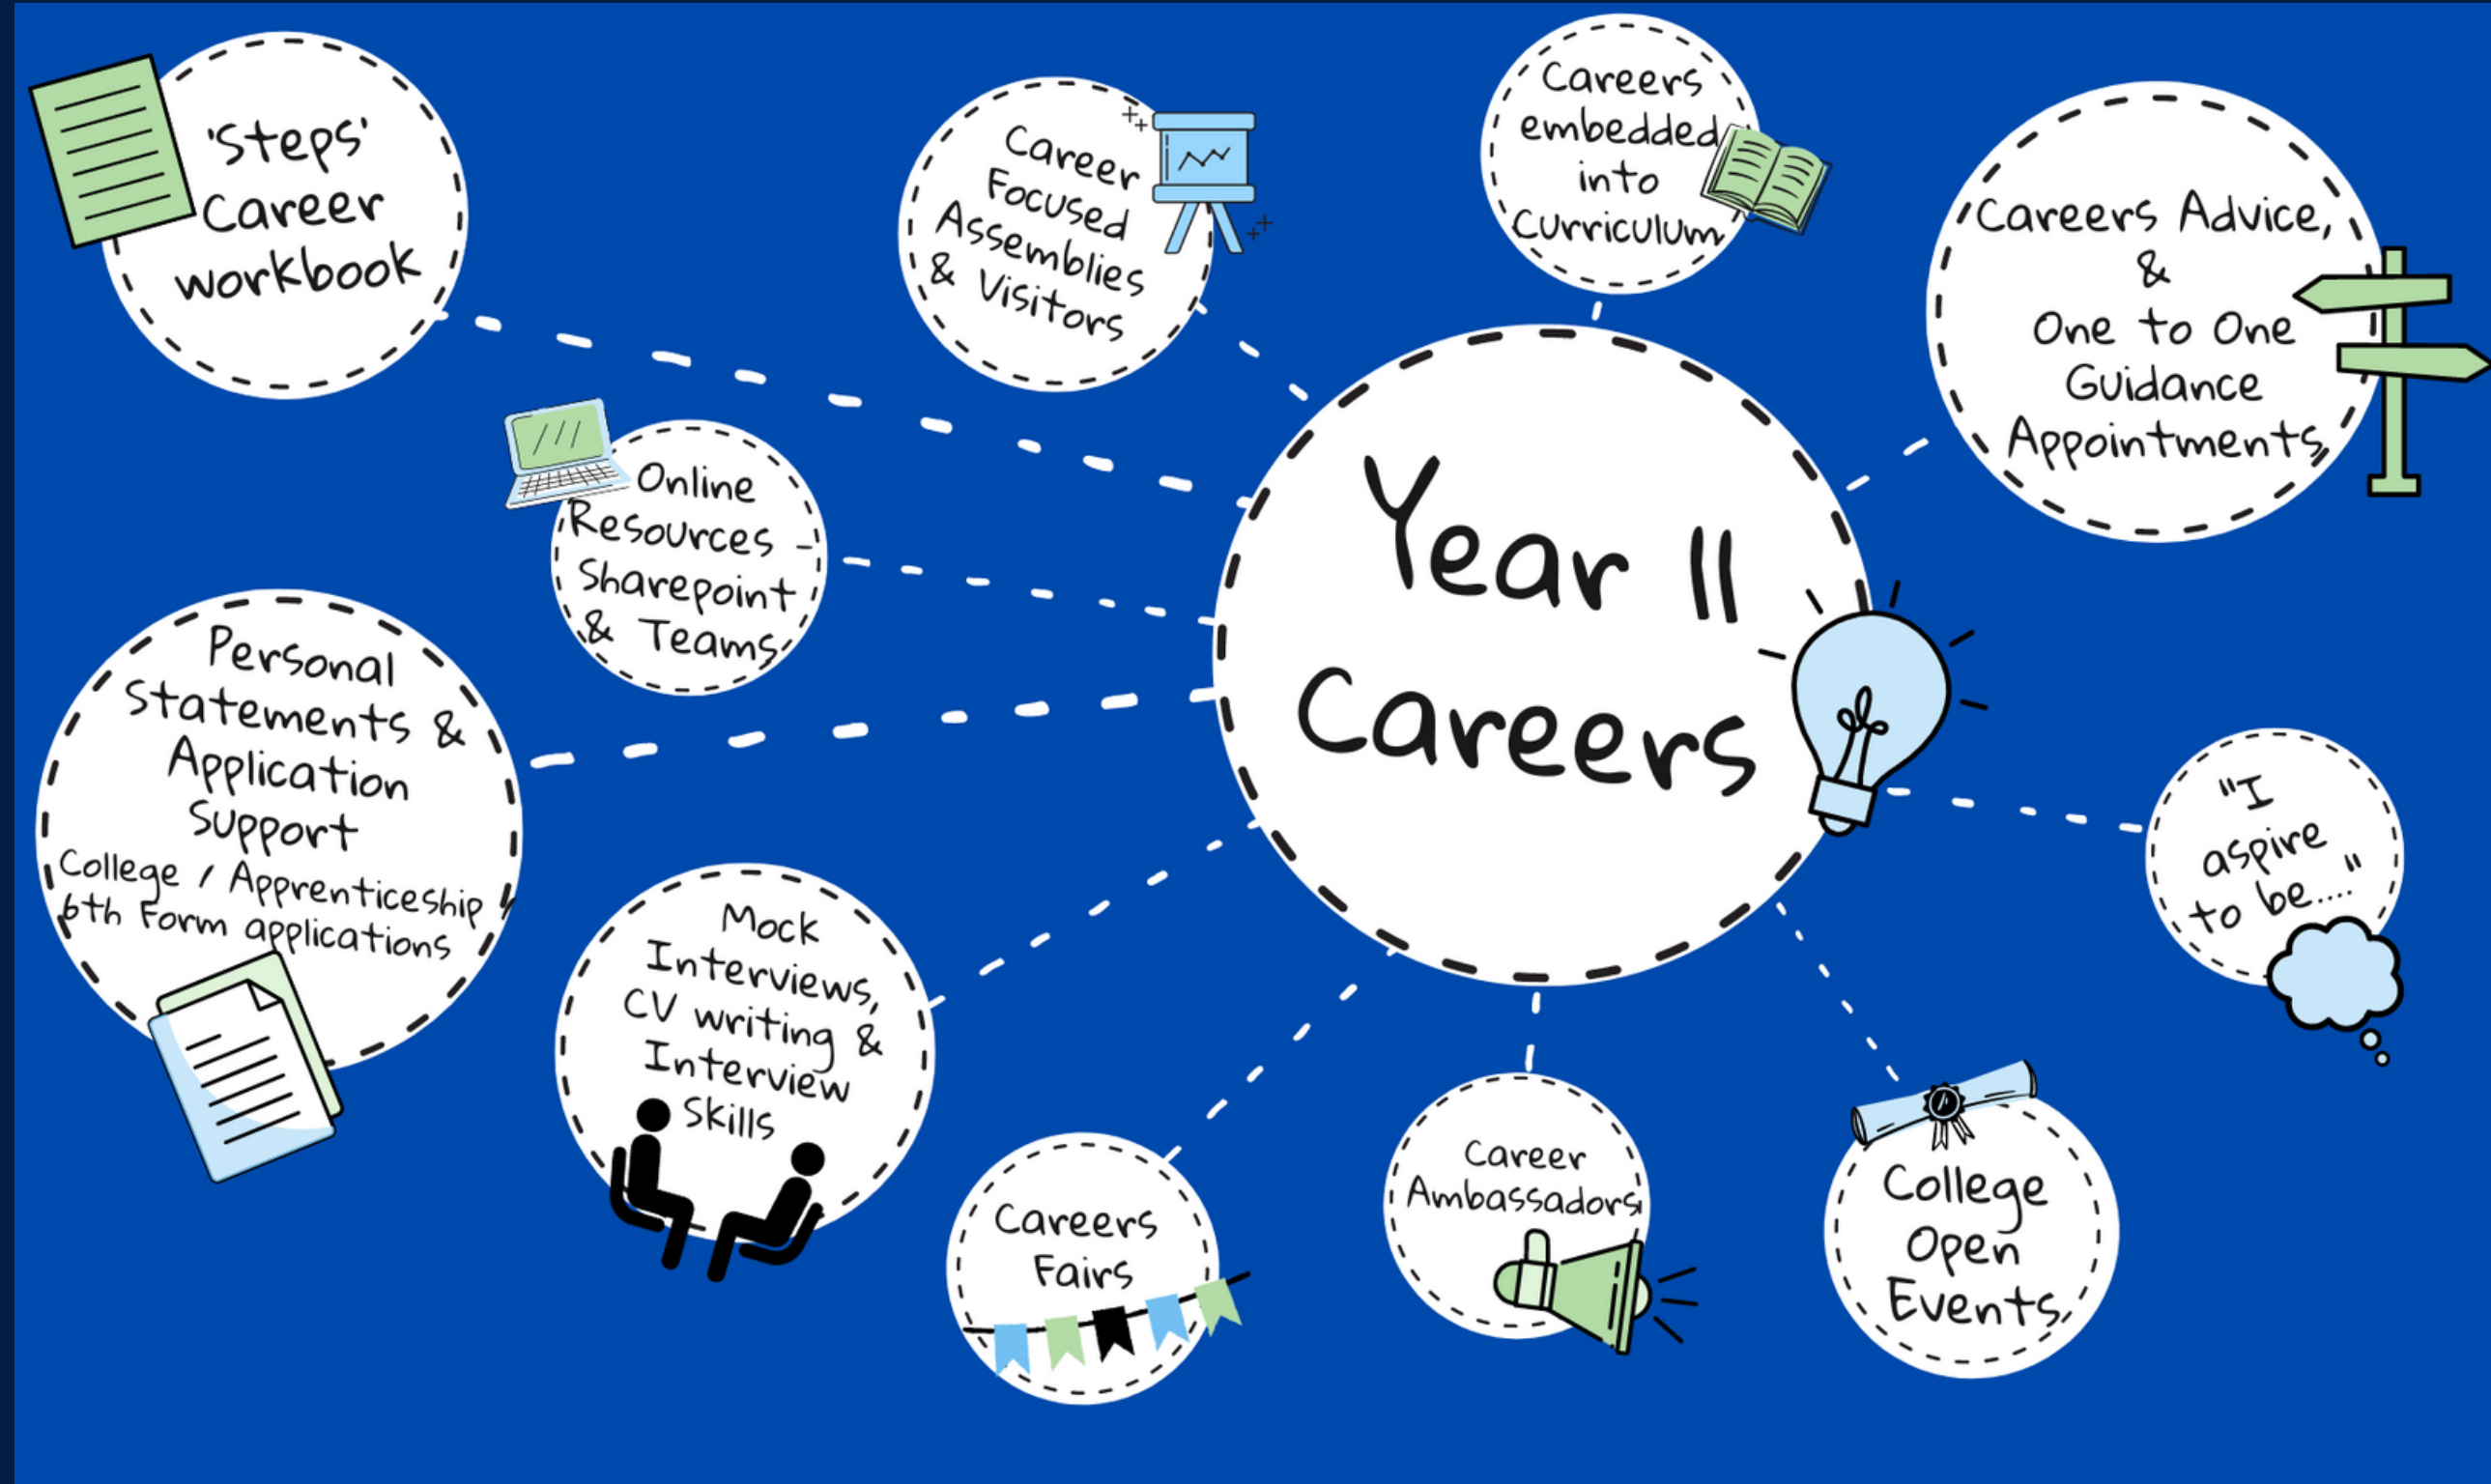 'Steps'
Career
workbook
Career
Focused
Assemblies
& Visitors
Careers
embedded
into
Curriculum
Careers Advice,
&
One to One
Guidance
Appointments
Online
Resources -
Sharepoint
& Teams
Year 11
Careers
Personal
Statements &
Application
Support
College / Apprenticeship /
6th Form applications
Mock
Interviews,
CV writing &
Interview
Skills
"I
aspire
to be...."
Careers
Fairs
Career
Ambassadors
College
Open
Events